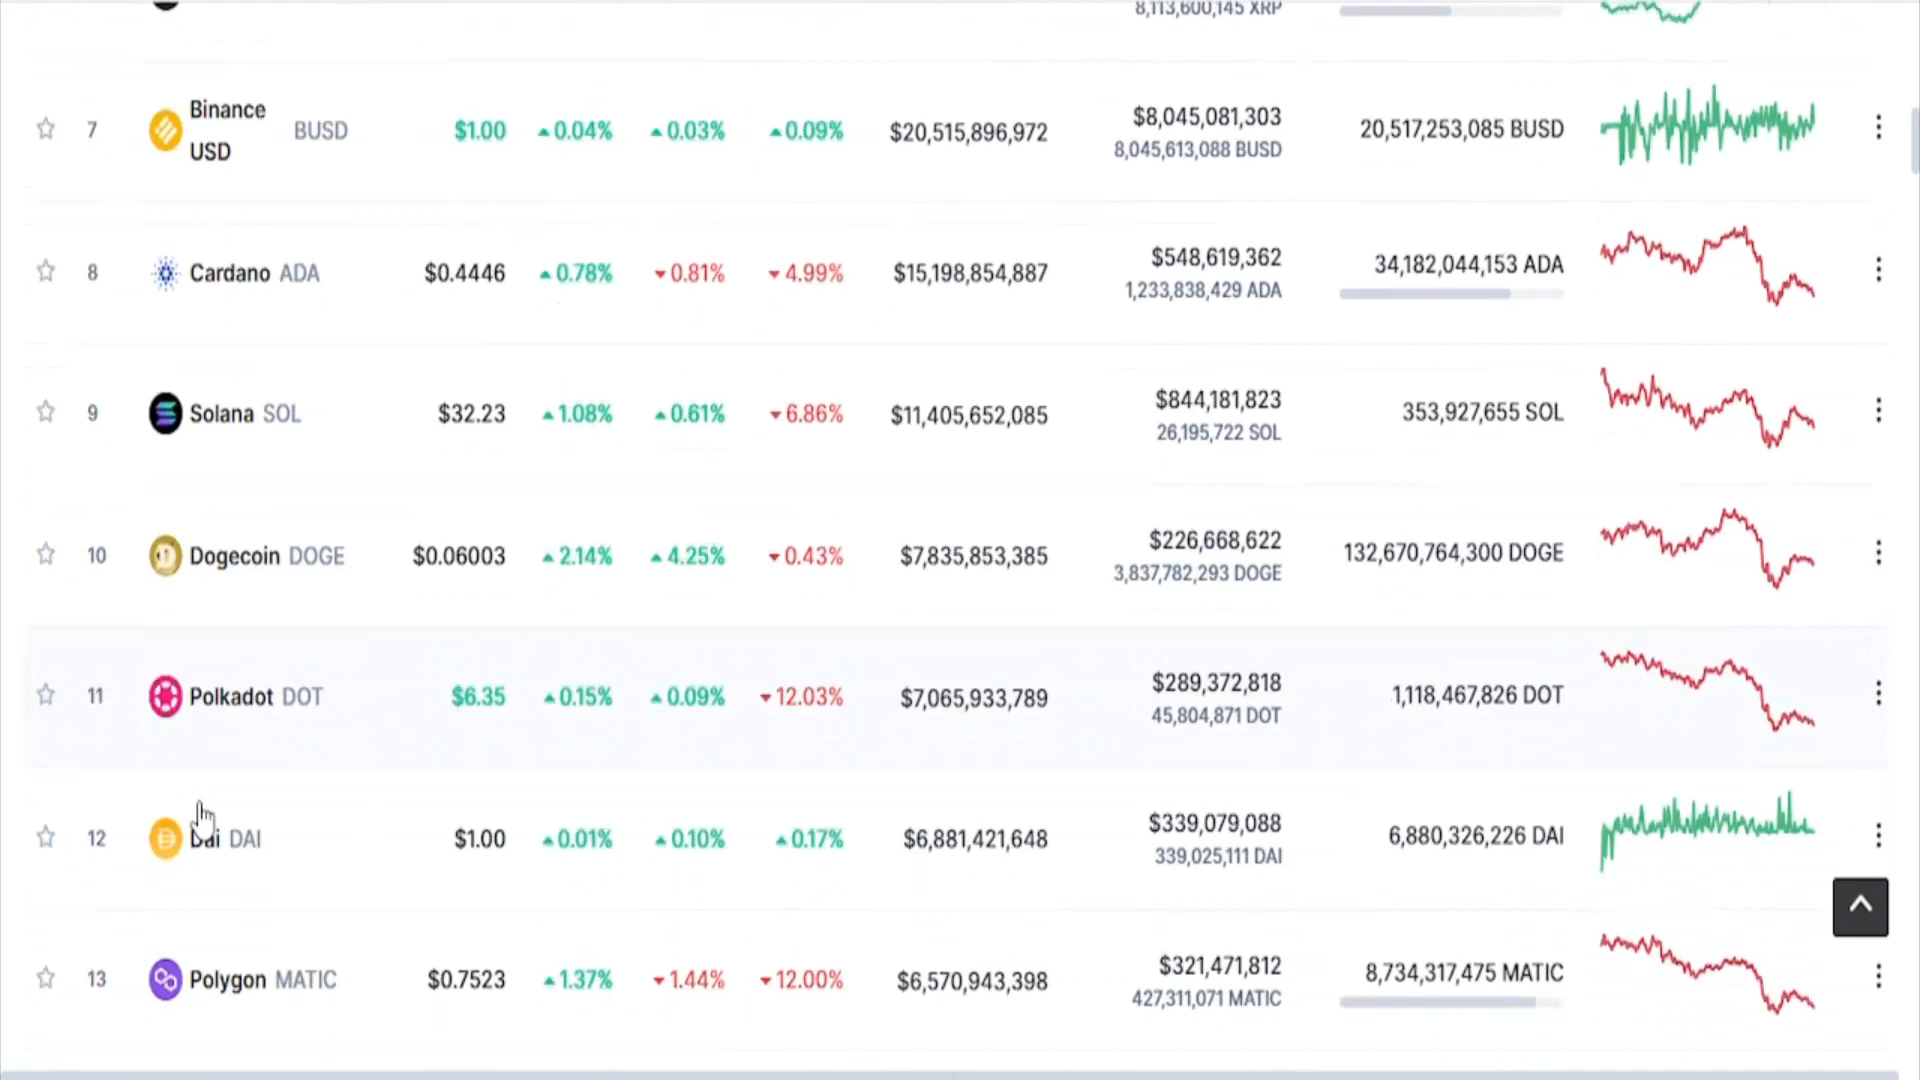 8,113,600,145 XRP
7 Binance USD BUSD $1.00 0.04% 0.03% 0.09% $20,515,896,972 $8,045,081,303 20,517,253,085 BUSD
8,045,613,088 BUSD
8 Cardano ADA $0.4446 0.78% 0.81% 4.99% $15,198,854,887 $548,619,362 34,182,044,153 ADA
1,233,838,429 ADA
9 Solana SOL $32.23 1.08% 0.61% 6.86% $11,405,652,085 $844,181,823 353,927,655 SOL
26,195,722 SOL
10 Dogecoin DOGE $0.06003 2.14% 4.25% 0.43% $7,835,853,385 $226,668,622 132,670,764,300 DOGE
3,837,782,293 DOGE
11 Polkadot DOT $6.35 0.15% 0.09% 12.03% $7,065,933,789 $289,372,818 1,118,467,826 DOT
45,804,871 DOT
12 Dai DAI $1.00 0.01% 0.10% 0.17% $6,881,421,648 $339,079,088 6,880,326,226 DAI
339,025,111 DAI
13 Polygon MATIC $0.7523 1.37% 1.44% 12.00% $6,570,943,398 $321,471,812 8,734,317,475 MATIC
427,311,071 MATIC